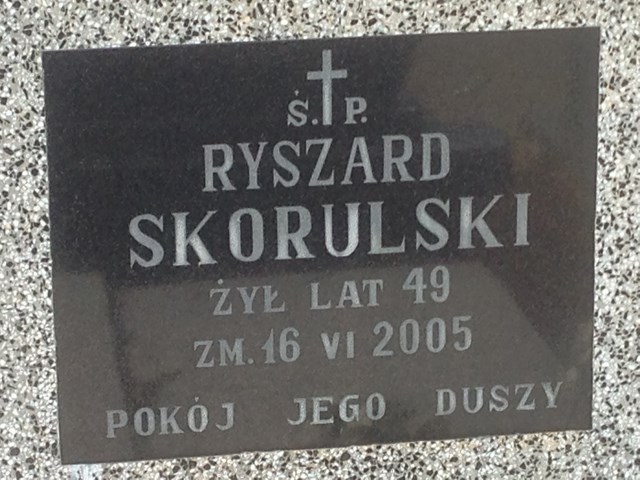 Ś. P.
RYSZARD
SKORULSKI
ŻYŁ LAT 49
ZM. 16 VI 2005
POKÓJ JEGO DUSZY